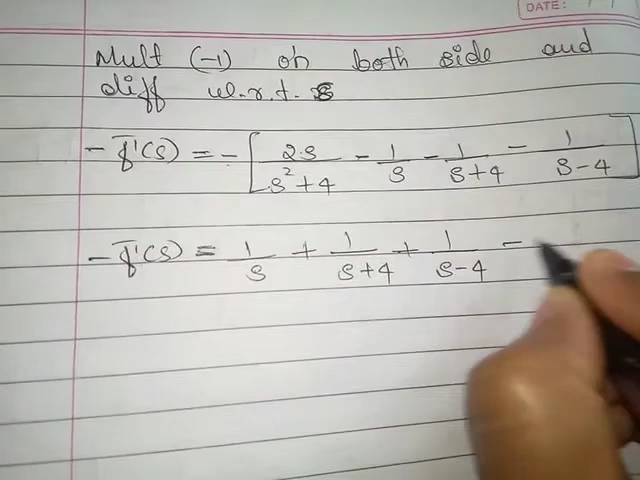 DATE:
Mult (-1) on both side and
diff w.r.t. s
-f̄'(s) = -[2s/(s²+4) - 1/s - 1/(s+4) - 1/(s-4)]
-f̄'(s) = 1/s + 1/(s+4) + 1/(s-4) -